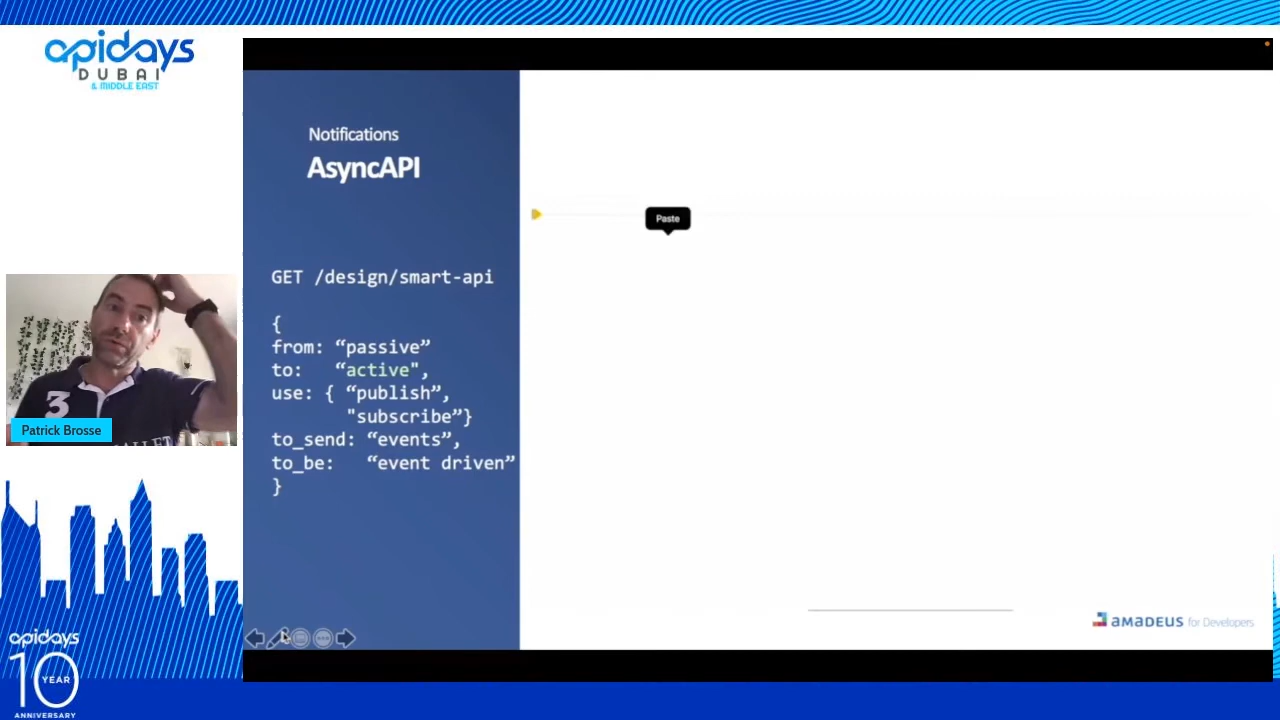 apidays
DUBAI
& MIDDLE EAST
Notifications
AsyncAPI
Paste
GET /design/smart-api
{
from: “passive”
to: “active",
use: { “publish”,
"subscribe”}
to_send: “events”,
to_be: “event driven”
}
3
Patrick Brosse
amadeus for Developers
apidays
10
YEAR
ANNIVERSARY